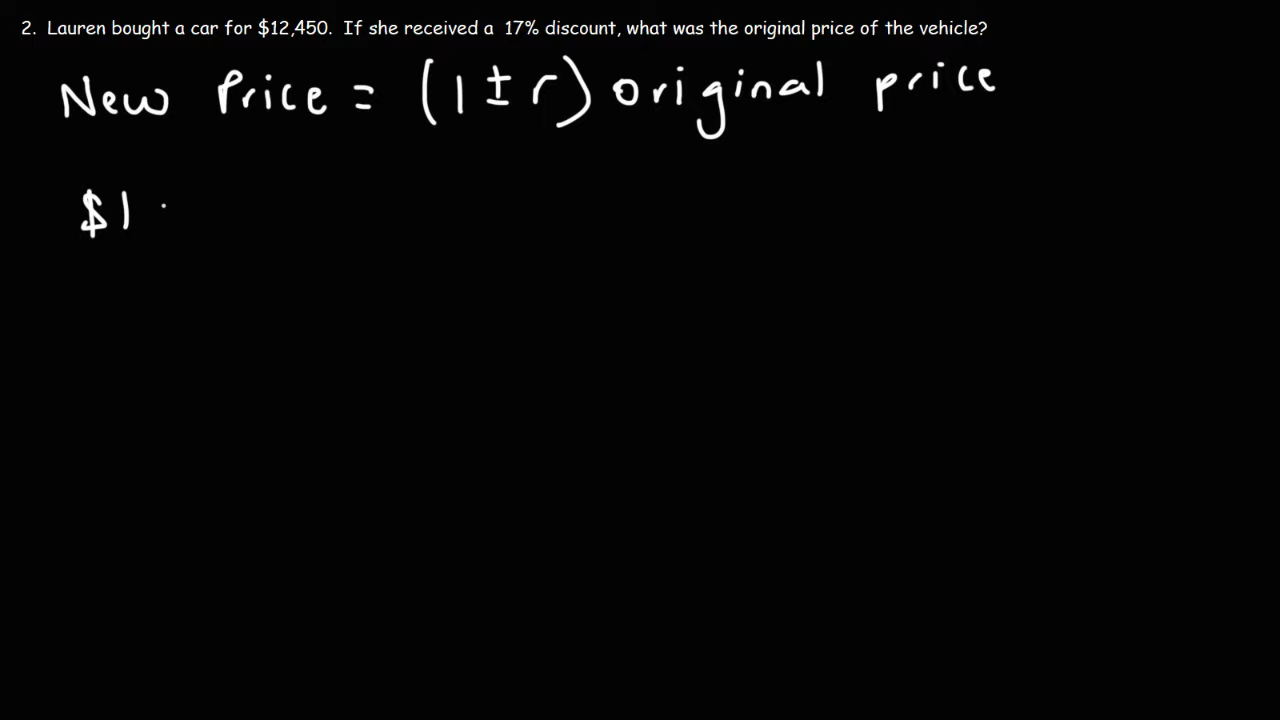 2. Lauren bought a car for $12,450. If she received a 17% discount, what was the original price of the vehicle?
New Price = (1 ± r) original price
$1